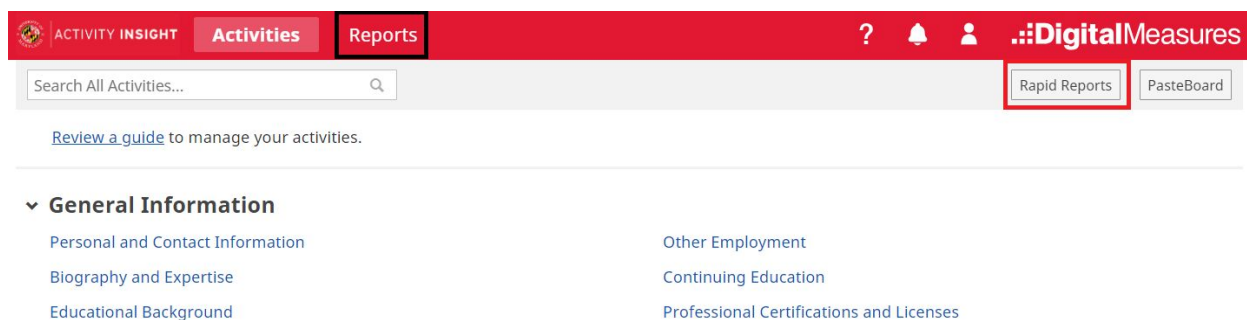 ACTIVITY INSIGHT Activities Reports ? .::DigitalMeasures
Search All Activities... Rapid Reports PasteBoard
Review a guide to manage your activities.
General Information
Personal and Contact Information Other Employment
Biography and Expertise Continuing Education
Educational Background Professional Certifications and Licenses